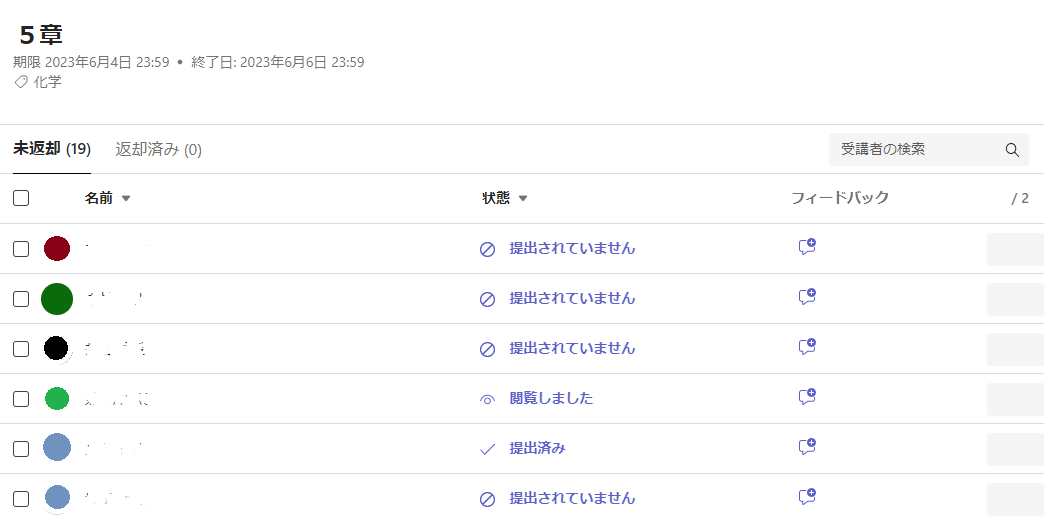 ５章
期限 2023年6月4日 23:59 • 終了日: 2023年6月6日 23:59
化学
未返却 (19) 返却済み (0) 受講者の検索
名前 状態 フィードバック / 2
提出されていません
提出されていません
提出されていません
閲覧しました
提出済み
提出されていません